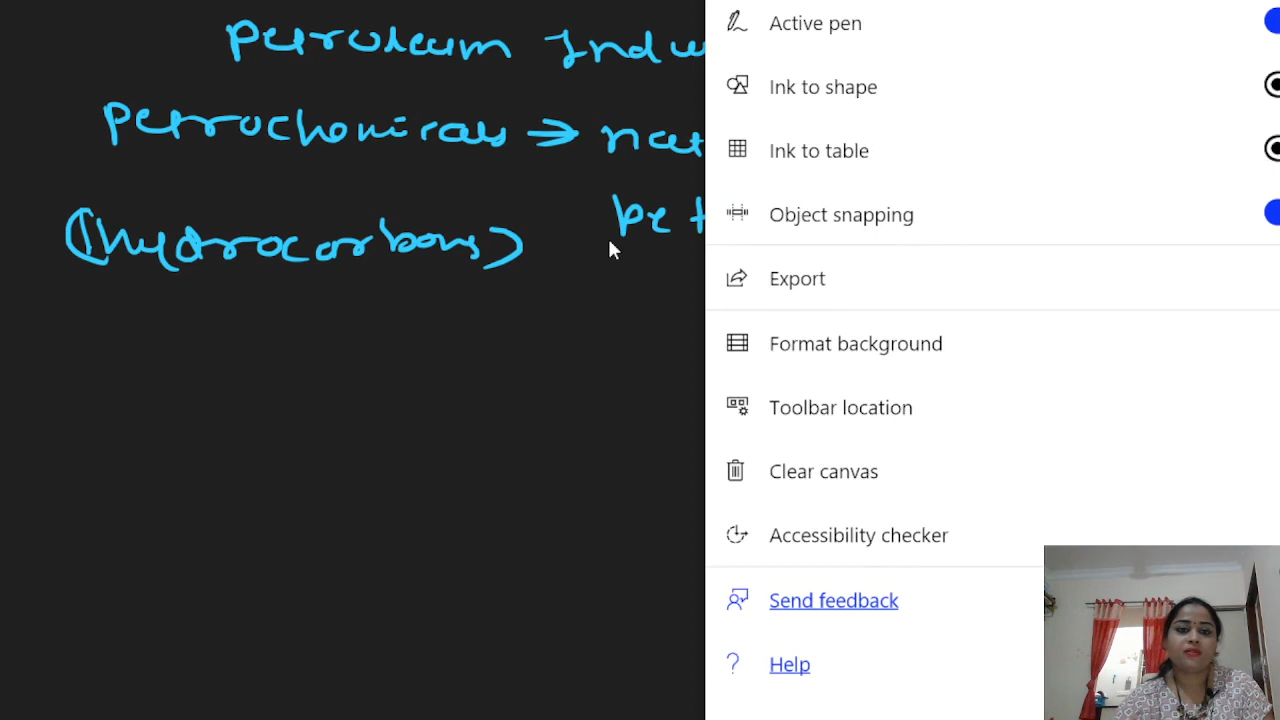 Petroleum Indu
Petrochemicals → nat
(hydrocarbons) pet
Active pen
Ink to shape
Ink to table
Object snapping
Export
Format background
Toolbar location
Clear canvas
Accessibility checker
Send feedback
Help